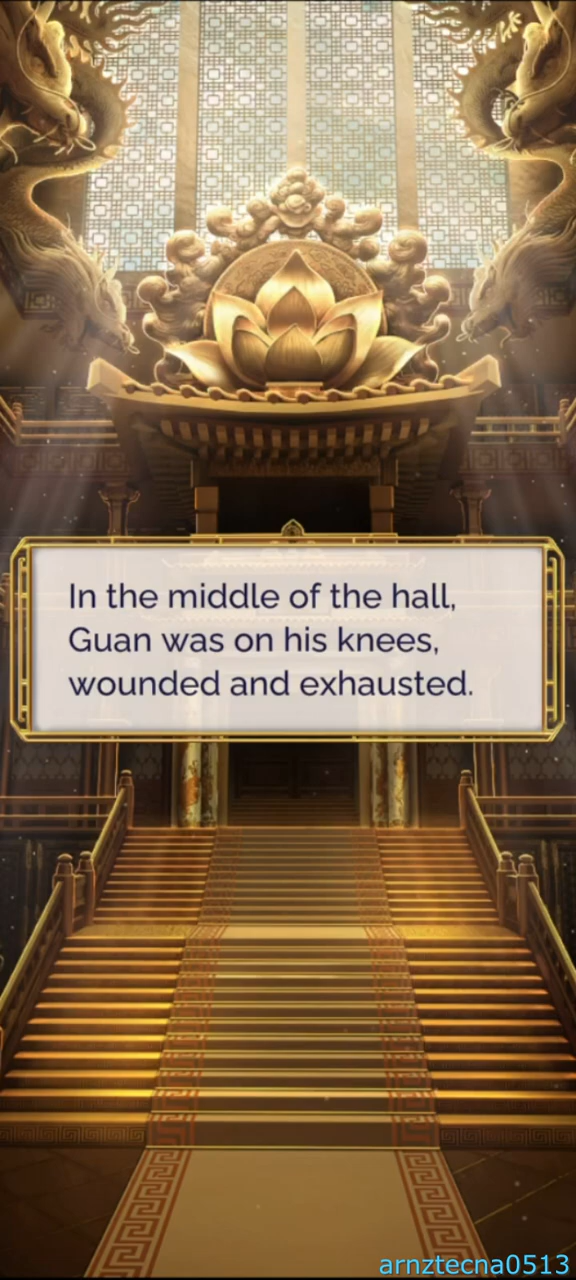 In the middle of the hall,
Guan was on his knees,
wounded and exhausted.
arnztecna0513